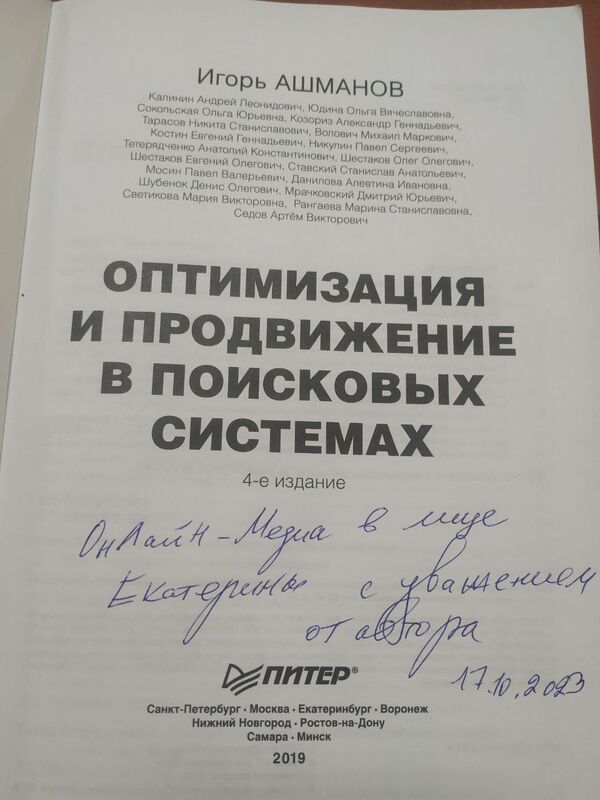 Игорь АШМАНОВ
Калинин Андрей Леонидович, Юдина Ольга Вячеславовна,
Сокольская Ольга Юрьевна, Козориз Александр Геннадьевич,
Тарасов Никита Станиславович, Волович Михаил Маркович,
Костин Евгений Геннадьевич, Никулин Павел Сергеевич,
Тетерядченко Анатолий Константинович, Шестаков Олег Олегович,
Шестаков Евгений Олегович, Ставский Станислав Анатольевич,
Мосин Павел Валерьевич, Данилова Алевтина Ивановна,
Шубенок Денис Олегович, Мрачковский Дмитрий Юрьевич,
Светикова Мария Викторовна, Рангаева Марина Станиславовна,
Седов Артём Викторович
ОПТИМИЗАЦИЯ
И ПРОДВИЖЕНИЕ
В ПОИСКОВЫХ
СИСТЕМАХ
4-е издание
ОнЛайн-Медиа в лице
Екатерины с уважением
от автора
17.10.2023
ПИТЕР®
Санкт-Петербург • Москва • Екатеринбург • Воронеж
Нижний Новгород • Ростов-на-Дону
Самара • Минск
2019